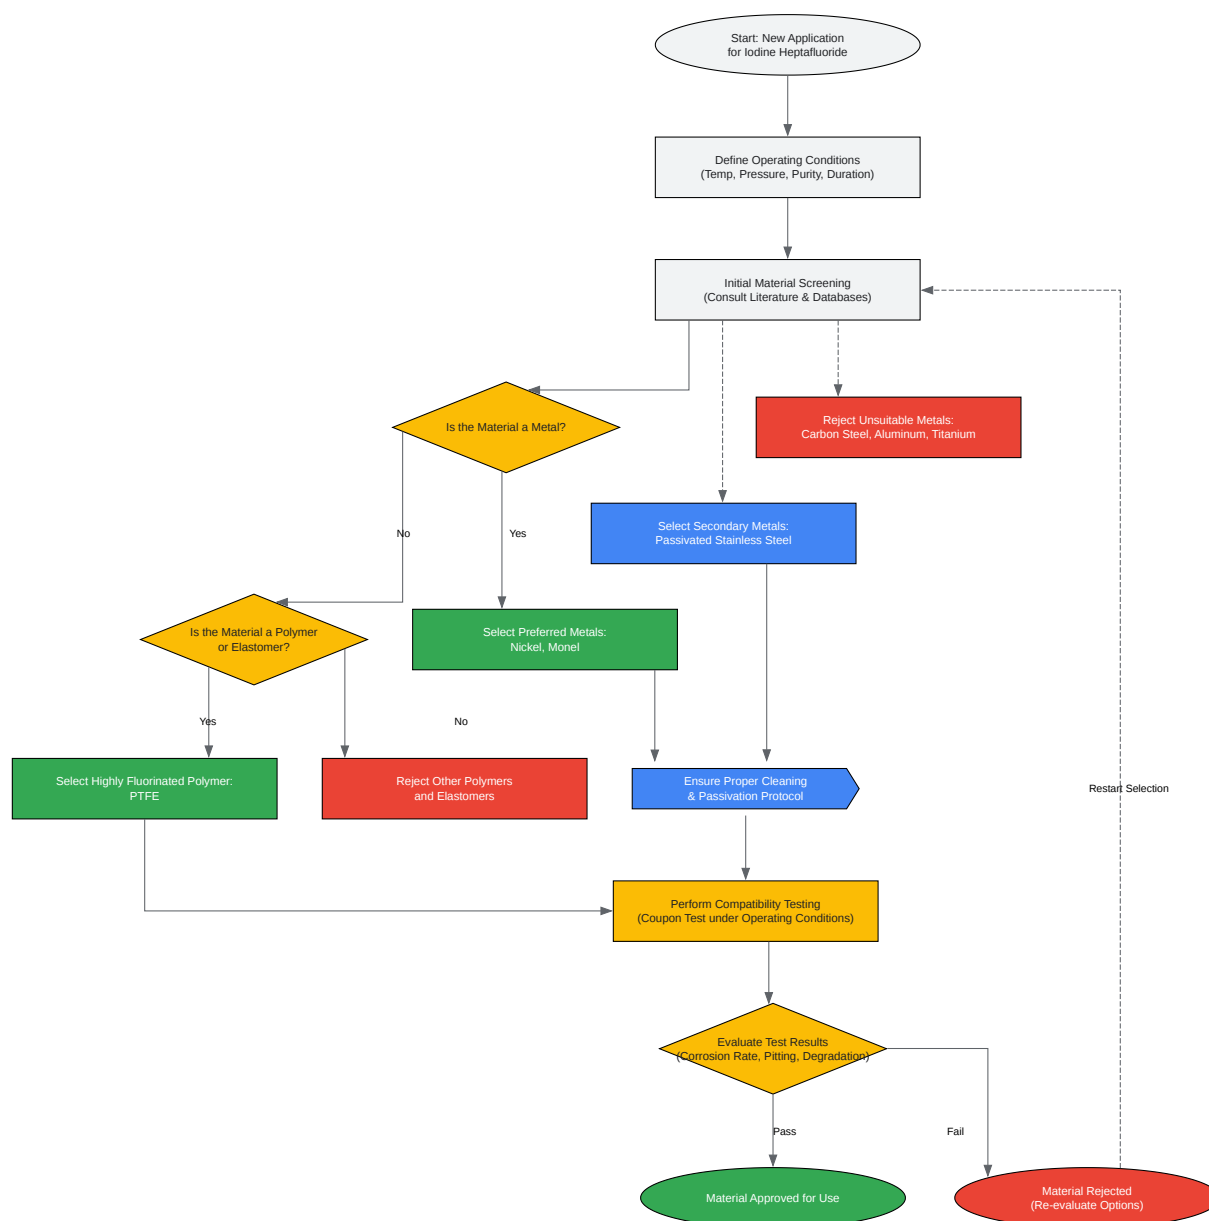 Start: New Application
for Iodine Heptafluoride
Define Operating Conditions
(Temp, Pressure, Purity, Duration)
Initial Material Screening
(Consult Literature & Databases)
Is the Material a Metal?
Reject Unsuitable Metals:
Carbon Steel, Aluminum, Titanium
Select Secondary Metals:
Passivated Stainless Steel
No
Yes
Is the Material a Polymer
or Elastomer?
Select Preferred Metals:
Nickel, Monel
Yes
No
Select Highly Fluorinated Polymer:
PTFE
Reject Other Polymers
and Elastomers
Ensure Proper Cleaning
& Passivation Protocol
Restart Selection
Perform Compatibility Testing
(Coupon Test under Operating Conditions)
Evaluate Test Results
(Corrosion Rate, Pitting, Degradation)
Pass
Fail
Material Approved for Use
Material Rejected
(Re-evaluate Options)